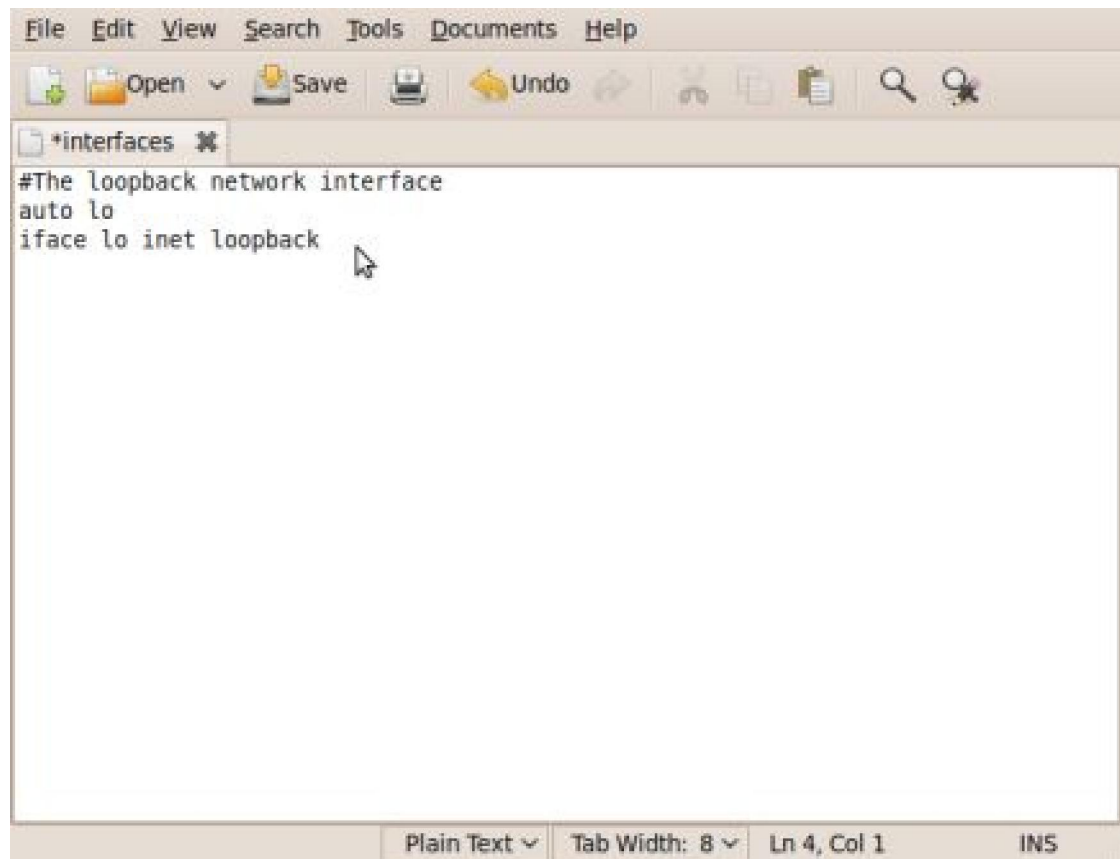 File Edit View Search Tools Documents Help
Open Save Undo
*interfaces
#The loopback network interface
auto lo
iface lo inet loopback
Plain Text Tab Width: 8 Ln 4, Col 1 INS